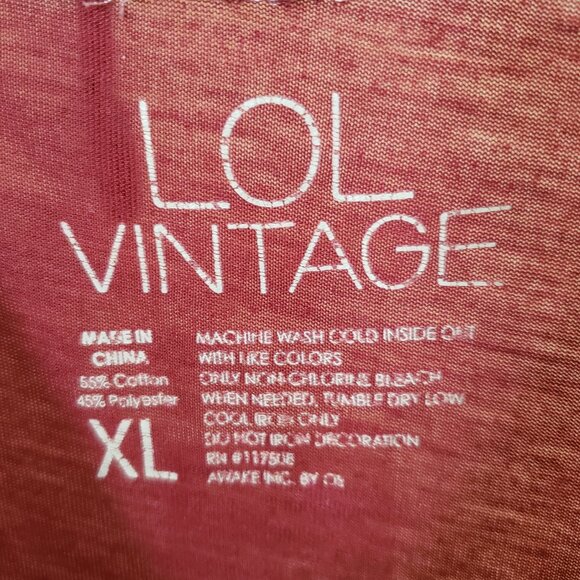 LOL
VINTAGE
MADE IN
CHINA
55% Cotton
45% Polyester
XL
MACHINE WASH COLD INSIDE OUT
WITH LIKE COLORS
ONLY NON-CHLORINE BLEACH
WHEN NEEDED, TUMBLE DRY LOW
COOL IRON ONLY
DO NOT IRON DECORATION
RN #117508
AWAKE INC. BY